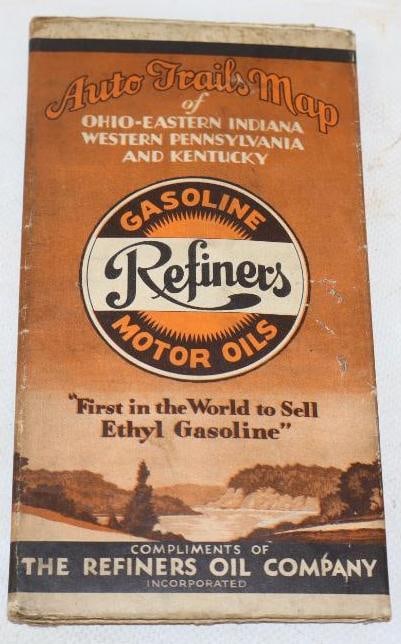 Auto Trails Map
of
OHIO-EASTERN INDIANA
WESTERN PENNSYLVANIA
AND KENTUCKY
GASOLINE
Refiners
MOTOR OILS
"First in the World to Sell
Ethyl Gasoline"
COMPLIMENTS OF
THE REFINERS OIL COMPANY
INCORPORATED